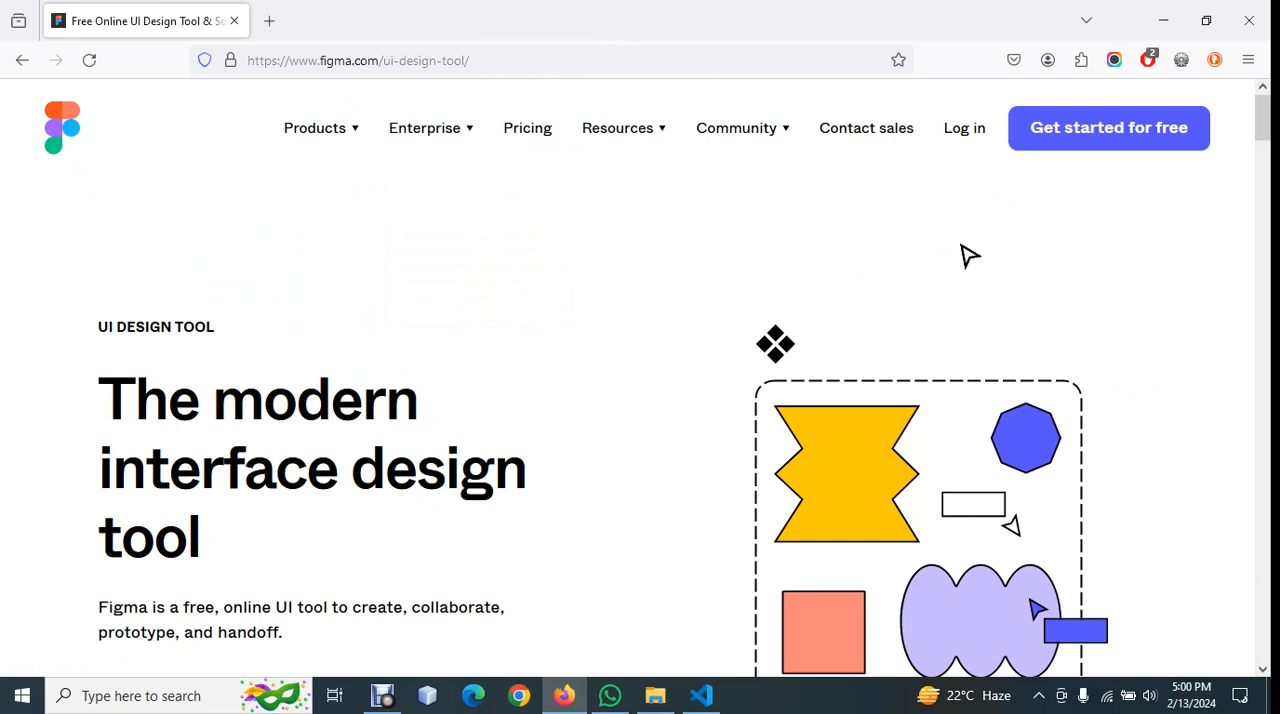 Free Online UI Design Tool & So
https://www.figma.com/ui-design-tool/
2
Products
Enterprise
Pricing
Resources
Community
Contact sales
Log in
Get started for free
UI DESIGN TOOL
The modern
interface design
tool
Figma is a free, online UI tool to create, collaborate,
prototype, and handoff.
Type here to search
22°C Haze
5:00 PM
2/13/2024